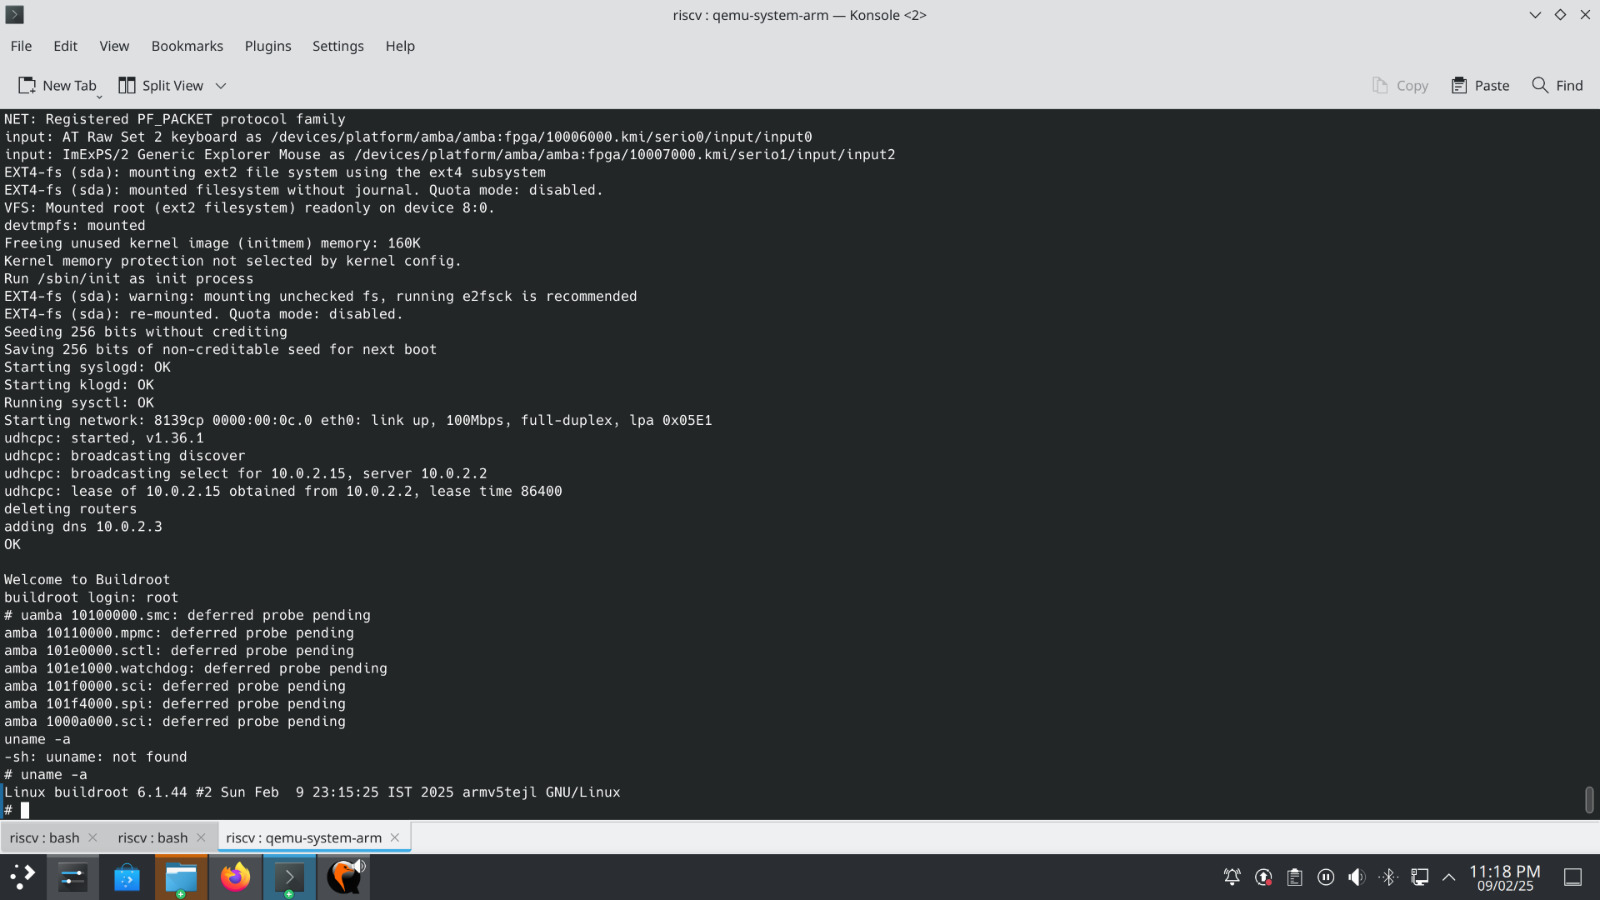 riscv : qemu-system-arm — Konsole <2>
File Edit View Bookmarks Plugins Settings Help
New Tab Split View Copy Paste Find
NET: Registered PF_PACKET protocol family
input: AT Raw Set 2 keyboard as /devices/platform/amba/amba:fpga/10006000.kmi/serio0/input/input0
input: ImExPS/2 Generic Explorer Mouse as /devices/platform/amba/amba:fpga/10007000.kmi/serio1/input/input2
EXT4-fs (sda): mounting ext2 file system using the ext4 subsystem
EXT4-fs (sda): mounted filesystem without journal. Quota mode: disabled.
VFS: Mounted root (ext2 filesystem) readonly on device 8:0.
devtmpfs: mounted
Freeing unused kernel image (initmem) memory: 160K
Kernel memory protection not selected by kernel config.
Run /sbin/init as init process
EXT4-fs (sda): warning: mounting unchecked fs, running e2fsck is recommended
EXT4-fs (sda): re-mounted. Quota mode: disabled.
Seeding 256 bits without crediting
Saving 256 bits of non-creditable seed for next boot
Starting syslogd: OK
Starting klogd: OK
Running sysctl: OK
Starting network: 8139cp 0000:00:0c.0 eth0: link up, 100Mbps, full-duplex, lpa 0x05E1
udhcpc: started, v1.36.1
udhcpc: broadcasting discover
udhcpc: broadcasting select for 10.0.2.15, server 10.0.2.2
udhcpc: lease of 10.0.2.15 obtained from 10.0.2.2, lease time 86400
deleting routers
adding dns 10.0.2.3
OK
Welcome to Buildroot
buildroot login: root
# uamba 10100000.smc: deferred probe pending
amba 10110000.mpmc: deferred probe pending
amba 101e0000.sctl: deferred probe pending
amba 101e1000.watchdog: deferred probe pending
amba 101f0000.sci: deferred probe pending
amba 101f4000.spi: deferred probe pending
amba 1000a000.sci: deferred probe pending
uname -a
-sh: uuname: not found
# uname -a
Linux buildroot 6.1.44 #2 Sun Feb  9 23:15:25 IST 2025 armv5tejl GNU/Linux
#
riscv : bash riscv : bash riscv : qemu-system-arm
11:18 PM
09/02/25